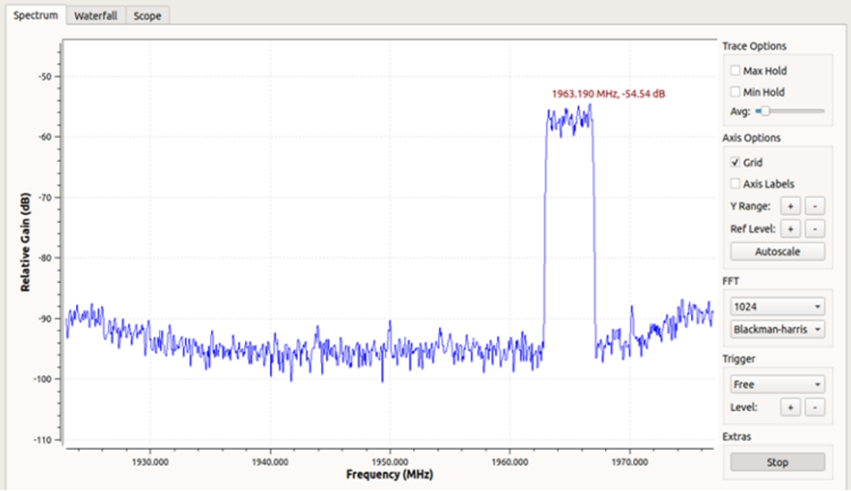 Spectrum Waterfall Scope
Trace Options
Max Hold
Min Hold
Avg:
Axis Options
Grid
Axis Labels
Y Range: + -
Ref Level: + -
Autoscale
FFT
1024
Blackman-harris
Trigger
Free
Level: + -
Extras
Stop
1963.190 MHz, -54.54 dB
Relative Gain (dB)
-50
-60
-70
-80
-90
-100
-110
1930.000 1940.000 1950.000 1960.000 1970.000
Frequency (MHz)